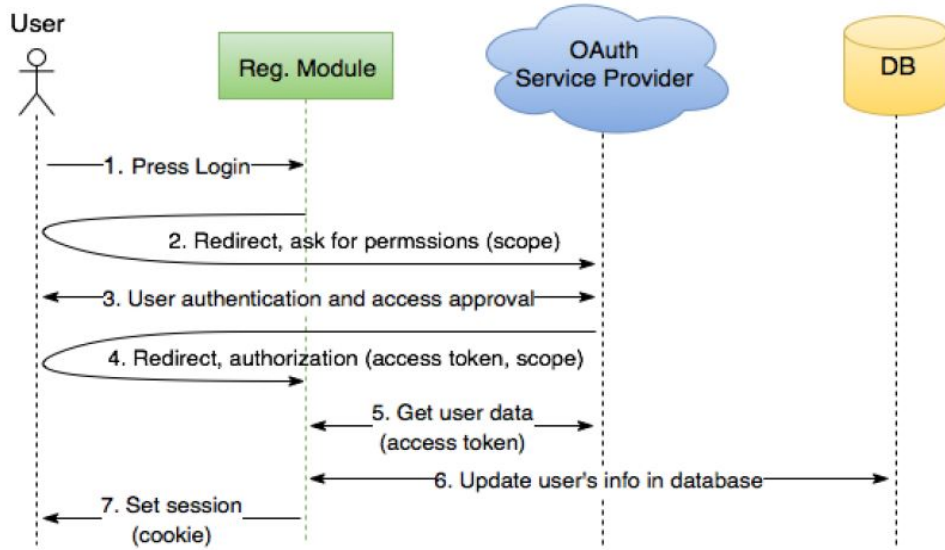 User
Reg. Module
OAuth
Service Provider
DB
1. Press Login
2. Redirect, ask for permssions (scope)
3. User authentication and access approval
4. Redirect, authorization (access token, scope)
5. Get user data
(access token)
6. Update user's info in database
7. Set session
(cookie)